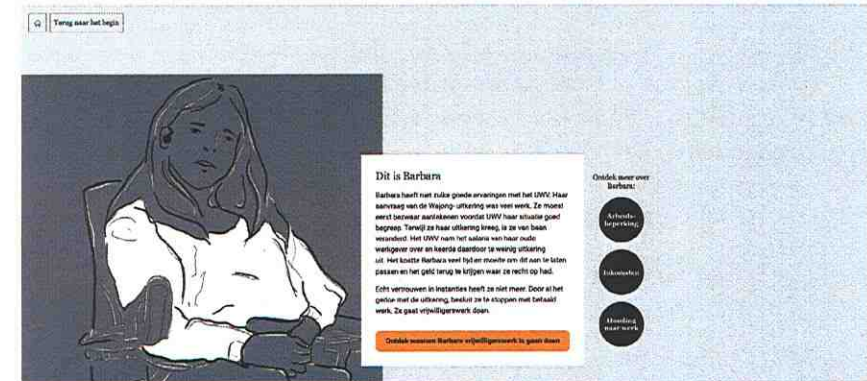 Terug naar het begin
Dit is Barbara
Barbara heeft niet zulke goede ervaringen met het UWV. Haar
aanvraag van de Wajong- uitkering was veel werk. Ze moest
eerst bezwaar aantekenen voordat UWV haar situatie goed
begreep. Terwijl ze haar uitkering kreeg, is ze van baan
veranderd. Het UWV nam het salaris van haar oude
werkgever over en keerde daardoor te weinig uitkering
uit. Het kostte Barbara veel tijd en moeite om dit aan te laten
passen en het geld terug te krijgen waar ze recht op had.
Echt vertrouwen in instanties heeft ze niet meer. Door al het
gedoe met de uitkering, besluit ze te stoppen met betaald
werk. Ze gaat vrijwilligerswerk doen.
Ontdek waarom Barbara vrijwilligerswerk is gaan doen
Ontdek meer over
Barbara:
Arbeids-
beperking
Inkomsten
Houding
naar werk